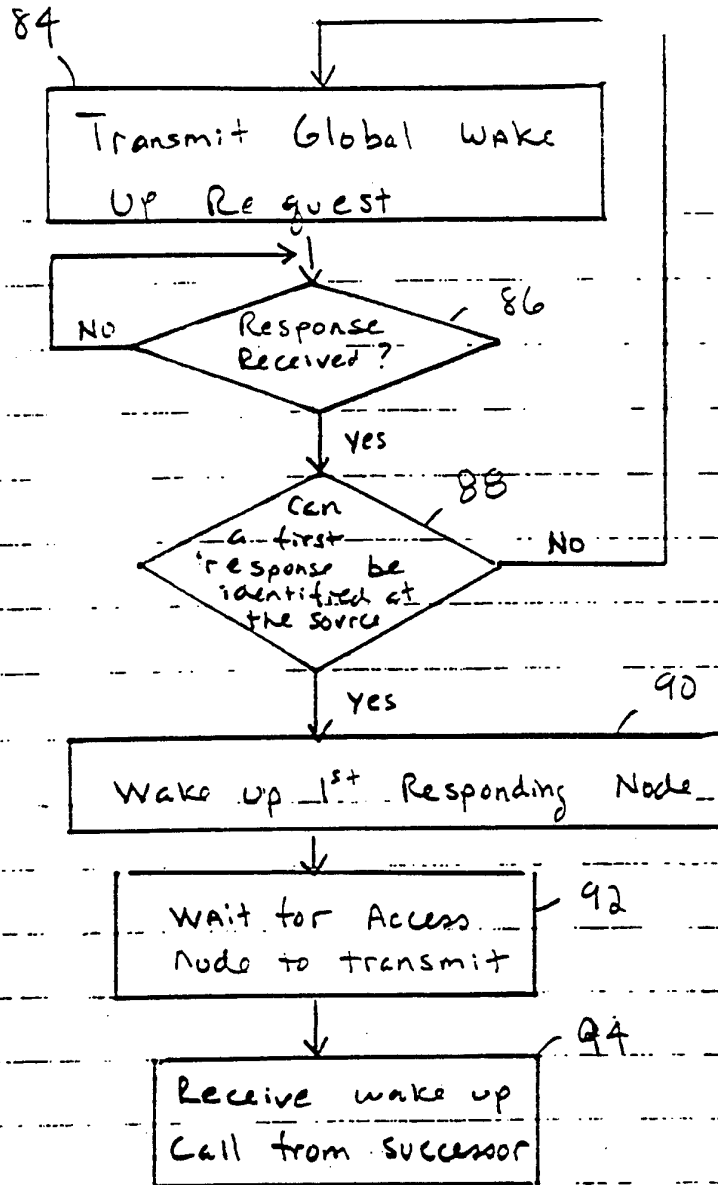 84
Transmit Global Wake
Up Request
No
Response
Received?
86
yes
88
Can
a first
response be
identified at
the source
No
yes
90
Wake up 1st Responding Node
92
Wait for Access
Node to transmit
94
Receive wake up
Call from successor